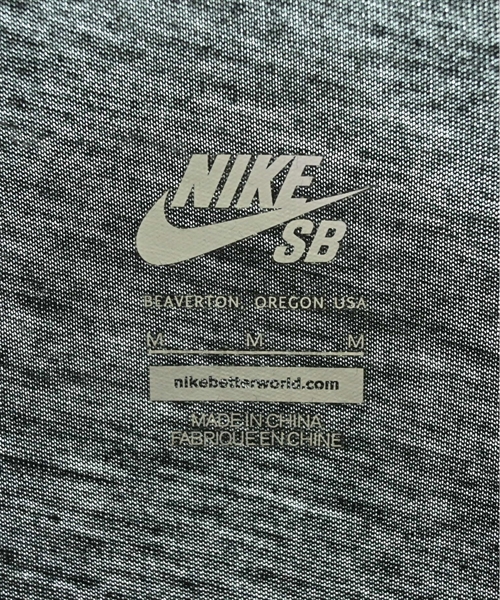 NIKE
SB
BEAVERTON, OREGON USA
M M M
nikebetterworld.com
MADE IN CHINA
FABRIQUE EN CHINE